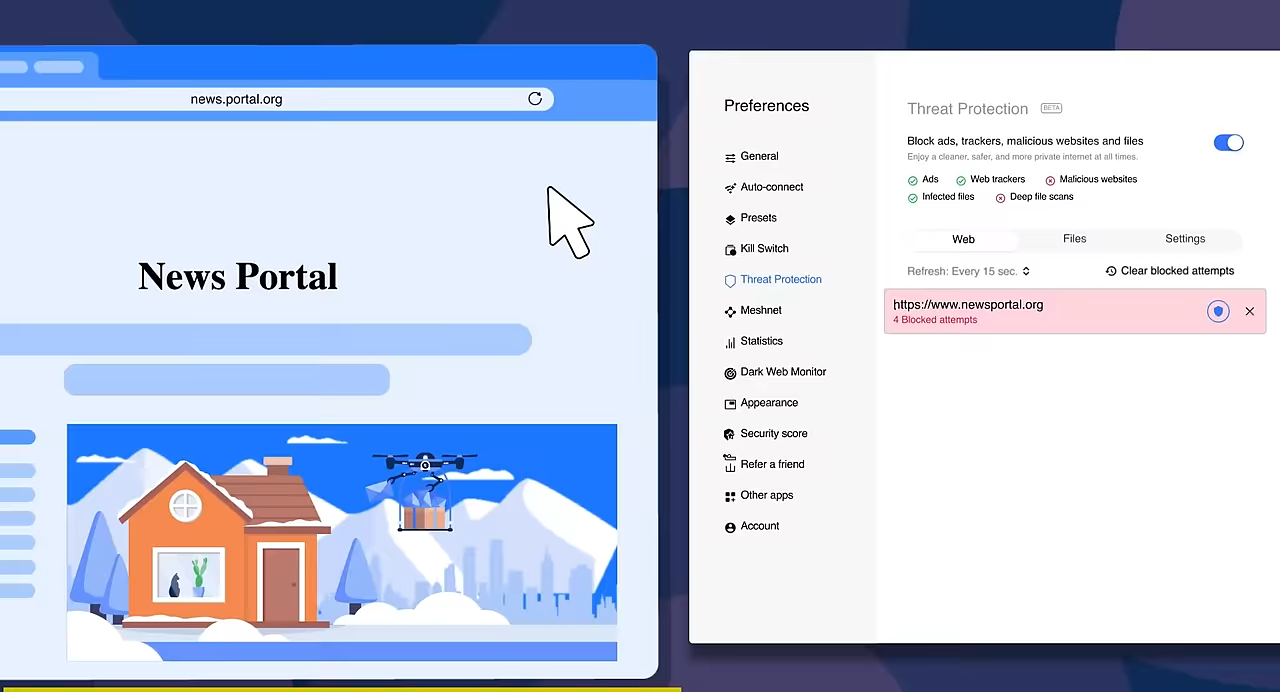 news.portal.org
News Portal
Preferences
General
Auto-connect
Presets
Kill Switch
Threat Protection
Meshnet
Statistics
Dark Web Monitor
Appearance
Security score
Refer a friend
Other apps
Account
Threat Protection BETA
Block ads, trackers, malicious websites and files
Enjoy a cleaner, safer, and more private internet at all times.
Ads Web trackers Malicious websites
Infected files Deep file scans
Web Files Settings
Refresh: Every 15 sec. Clear blocked attempts
https://www.newsportal.org
4 Blocked attempts